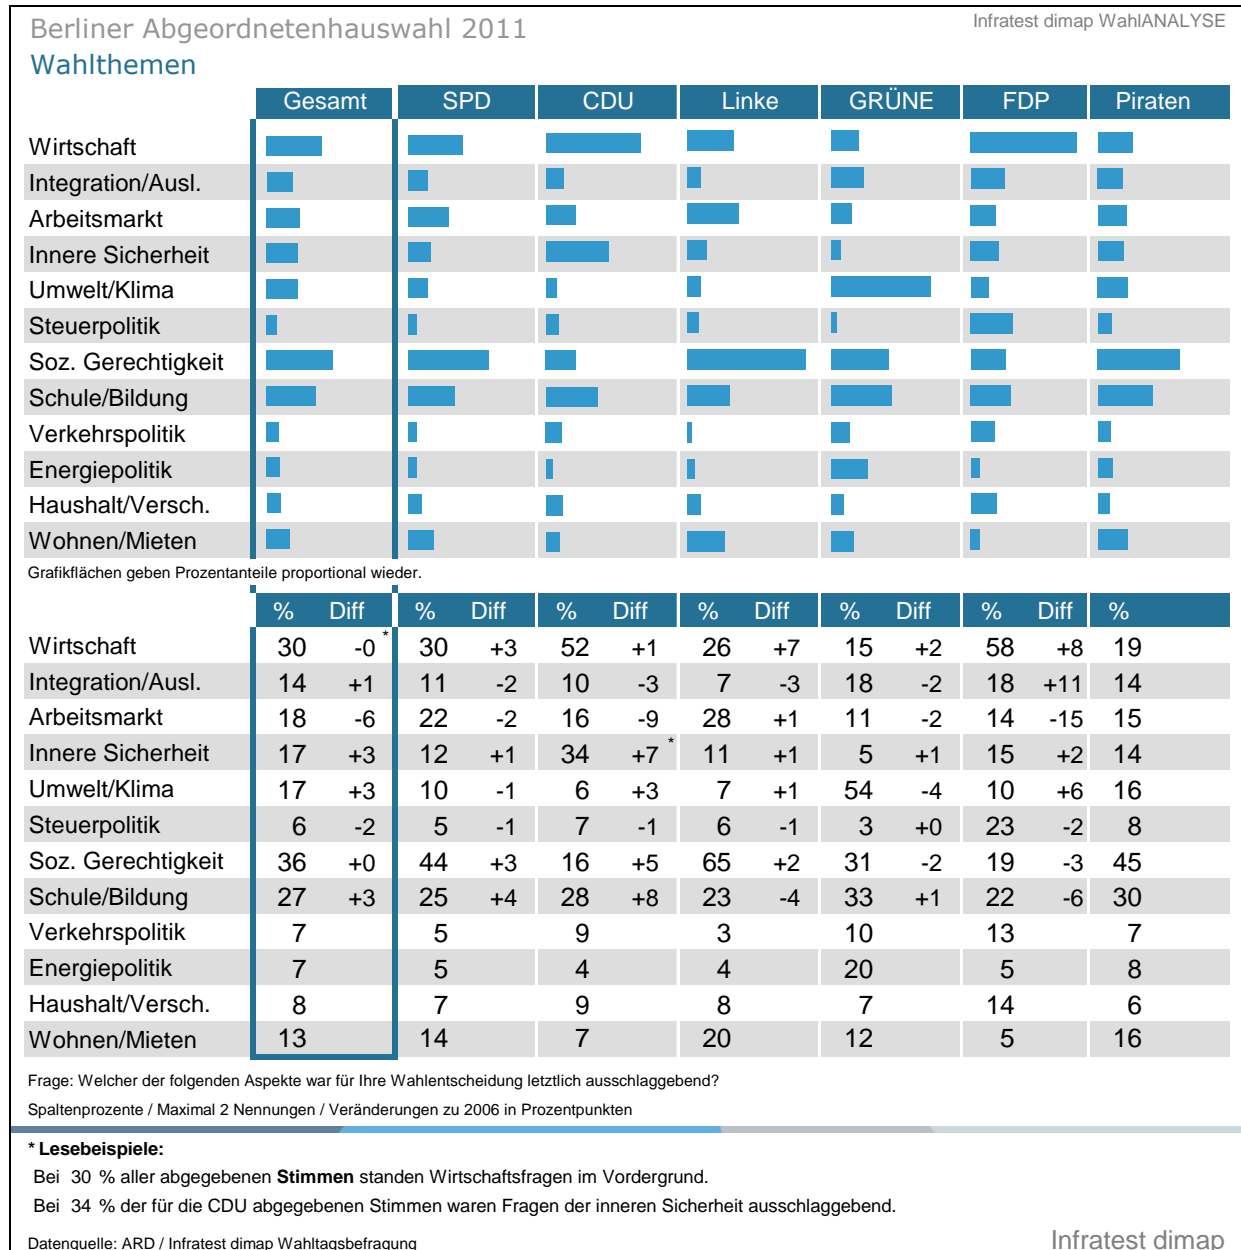 Berliner Abgeordnetenhauswahl 2011
Infratest dimap WahlANALYSE
Wahlthemen
Gesamt SPD CDU Linke GRÜNE FDP Piraten
Wirtschaft
Integration/Ausl.
Arbeitsmarkt
Innere Sicherheit
Umwelt/Klima
Steuerpolitik
Soz. Gerechtigkeit
Schule/Bildung
Verkehrspolitik
Energiepolitik
Haushalt/Versch.
Wohnen/Mieten
Grafikflächen geben Prozentanteile proportional wieder.
% Diff % Diff % Diff % Diff % Diff % Diff %
Wirtschaft 30 -0 * 30 +3 52 +1 26 +7 15 +2 58 +8 19
Integration/Ausl. 14 +1 11 -2 10 -3 7 -3 18 -2 18 +11 14
Arbeitsmarkt 18 -6 22 -2 16 -9 28 +1 11 -2 14 -15 15
Innere Sicherheit 17 +3 12 +1 34 +7 * 11 +1 5 +1 15 +2 14
Umwelt/Klima 17 +3 10 -1 6 +3 7 +1 54 -4 10 +6 16
Steuerpolitik 6 -2 5 -1 7 -1 6 -1 3 +0 23 -2 8
Soz. Gerechtigkeit 36 +0 44 +3 16 +5 65 +2 31 -2 19 -3 45
Schule/Bildung 27 +3 25 +4 28 +8 23 -4 33 +1 22 -6 30
Verkehrspolitik 7 5 9 3 10 13 7
Energiepolitik 7 5 4 4 20 5 8
Haushalt/Versch. 8 7 9 8 7 14 6
Wohnen/Mieten 13 14 7 20 12 5 16
Frage: Welcher der folgenden Aspekte war für Ihre Wahlentscheidung letztlich ausschlaggebend?
Spaltenprozente / Maximal 2 Nennungen / Veränderungen zu 2006 in Prozentpunkten
* Lesebeispiele:
Bei 30 % aller abgegebenen Stimmen standen Wirtschaftsfragen im Vordergrund.
Bei 34 % der für die CDU abgegebenen Stimmen waren Fragen der inneren Sicherheit ausschlaggebend.
Datenquelle: ARD / Infratest dimap Wahltagsbefragung
Infratest dimap